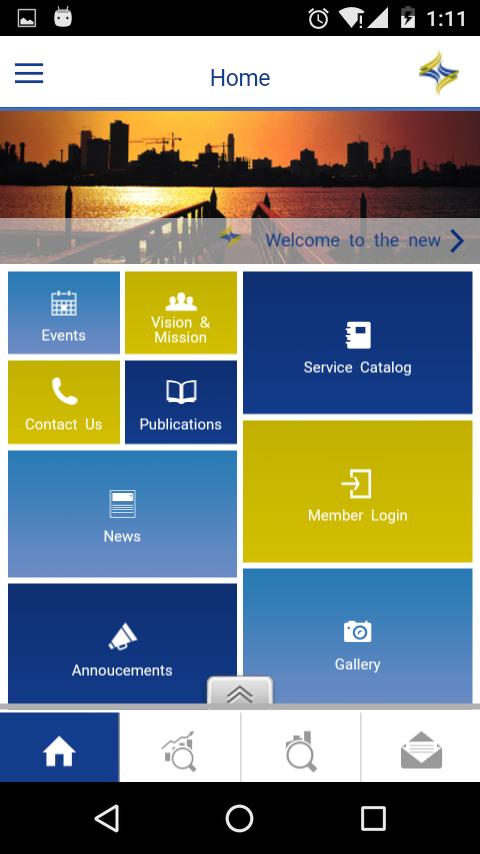 1:11
Home
Welcome to the new
Events
Vision &
Mission
Service Catalog
Contact Us
Publications
Member Login
News
Annoucements
Gallery